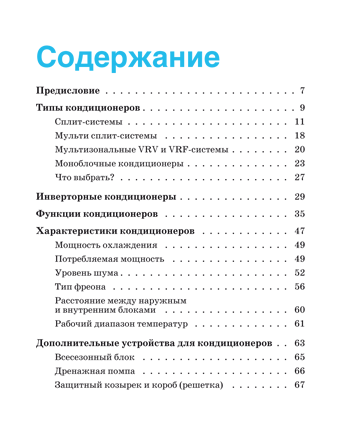 Содержание
Предисловие . . . . . . . . . . . . . . . . . . . . . . . . . . 7
Типы кондиционеров . . . . . . . . . . . . . . . . . . . . . 9
Сплит-системы . . . . . . . . . . . . . . . . . . . . . . . 11
Мульти сплит-системы . . . . . . . . . . . . . . . . . . 18
Мультизональные VRV и VRF-системы . . . . . . . . . 20
Моноблочные кондиционеры . . . . . . . . . . . . . . . 23
Что выбрать? . . . . . . . . . . . . . . . . . . . . . . . . 27
Инверторные кондиционеры . . . . . . . . . . . . . . . . 29
Функции кондиционеров . . . . . . . . . . . . . . . . . . 35
Характеристики кондиционеров . . . . . . . . . . . . . 47
Мощность охлаждения . . . . . . . . . . . . . . . . . . 49
Потребляемая мощность . . . . . . . . . . . . . . . . . 49
Уровень шума . . . . . . . . . . . . . . . . . . . . . . . . 52
Тип фреона . . . . . . . . . . . . . . . . . . . . . . . . . 56
Расстояние между наружным
и внутренним блоками . . . . . . . . . . . . . . . . . . 60
Рабочий диапазон температур . . . . . . . . . . . . . . 61
Дополнительные устройства для кондиционеров . . 63
Всесезонный блок . . . . . . . . . . . . . . . . . . . . . 65
Дренажная помпа . . . . . . . . . . . . . . . . . . . . . 66
Защитный козырек и короб (решетка) . . . . . . . . 67